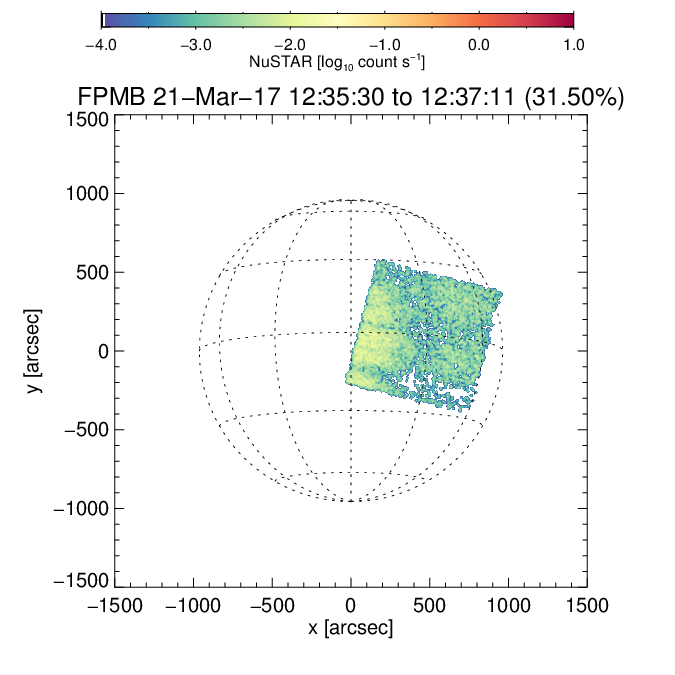 −4.0 −3.0 −2.0 −1.0 0.0 1.0
NuSTAR [log₁₀ count s⁻¹]
FPMB 21−Mar−17 12:35:30 to 12:37:11 (31.50%)
1500
1000
500
0
−500
−1000
−1500
y [arcsec]
−1500 −1000 −500 0 500 1000 1500
x [arcsec]